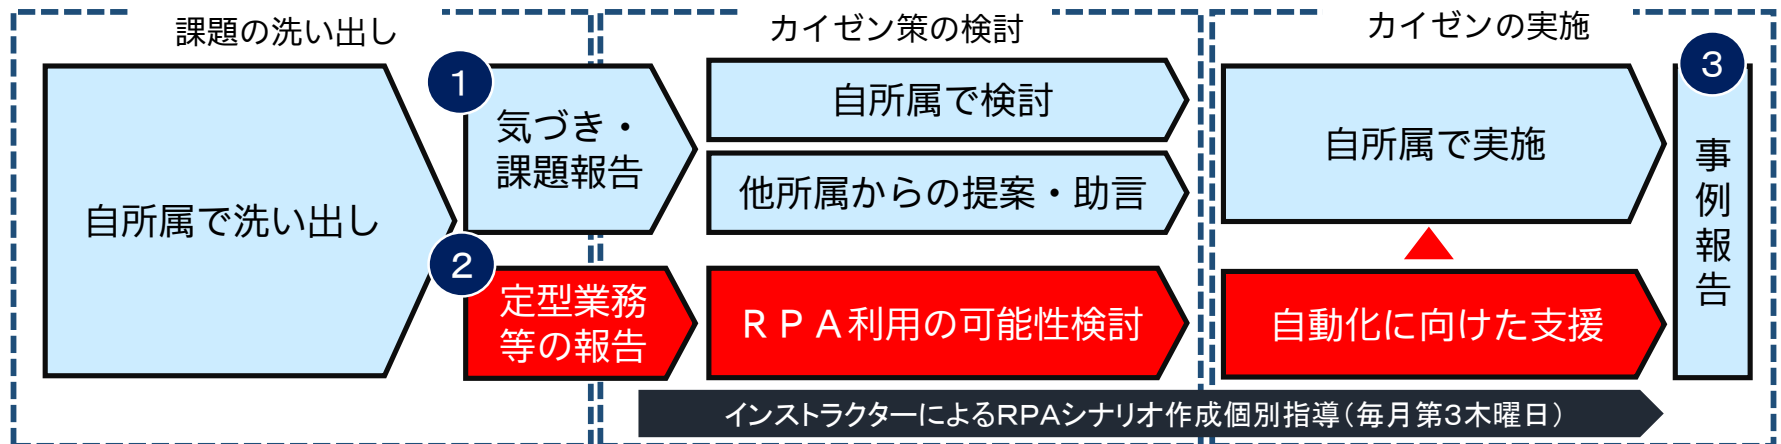 課題の洗い出し
自所属で洗い出し
1
気づき・
課題報告
2
定型業務
等の報告
カイゼン策の検討
自所属で検討
他所属からの提案・助言
ＲＰＡ利用の可能性検討
カイゼンの実施
自所属で実施
自動化に向けた支援
3
事例報告
インストラクターによるRPAシナリオ作成個別指導（毎月第3木曜日）